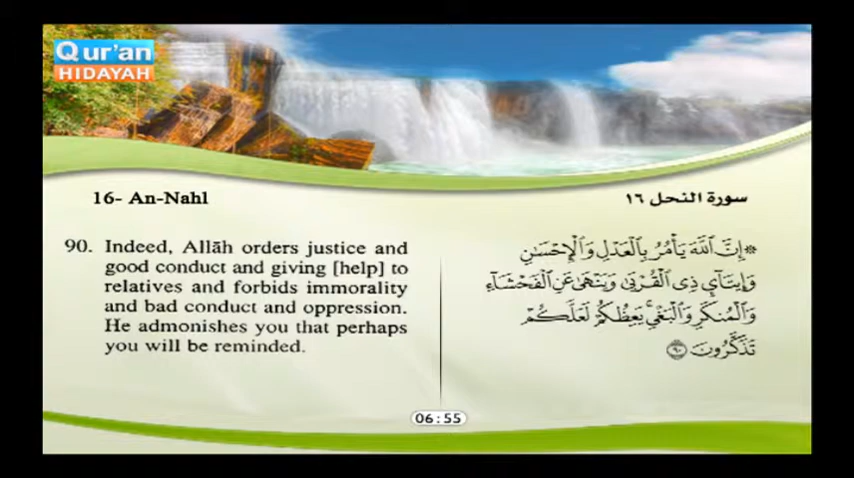 Qur'an
HIDAYAH
16- An-Nahl
سورة النحل ١٦
90. Indeed, Allāh orders justice and
good conduct and giving [help] to
relatives and forbids immorality
and bad conduct and oppression.
He admonishes you that perhaps
you will be reminded.
۞ إِنَّ ٱللَّهَ يَأْمُرُ بِٱلْعَدْلِ وَٱلْإِحْسَـٰنِ
وَإِيتَآئِ ذِى ٱلْقُرْبَىٰ وَيَنْهَىٰ عَنِ ٱلْفَحْشَآءِ
وَٱلْمُنكَرِ وَٱلْبَغْىِ ۚ يَعِظُكُمْ لَعَلَّكُمْ
تَذَكَّرُونَ ٩٠
06:55